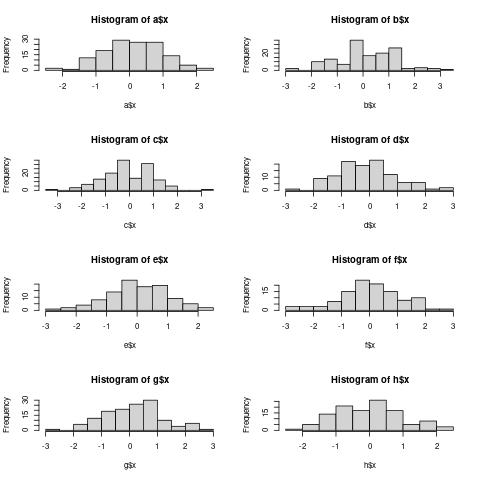 Histogram of a$x
Frequency
0 15 30
-2 -1 0 1 2
a$x
Histogram of b$x
Frequency
0 20
-3 -2 -1 0 1 2 3
b$x
Histogram of c$x
Frequency
0 20
-3 -2 -1 0 1 2 3
c$x
Histogram of d$x
Frequency
0 10
-3 -2 -1 0 1 2 3
d$x
Histogram of e$x
Frequency
0 10
-3 -2 -1 0 1 2
e$x
Histogram of f$x
Frequency
0 15
-3 -2 -1 0 1 2 3
f$x
Histogram of g$x
Frequency
0 15 30
-3 -2 -1 0 1 2 3
g$x
Histogram of h$x
Frequency
0 15
-2 -1 0 1 2
h$x